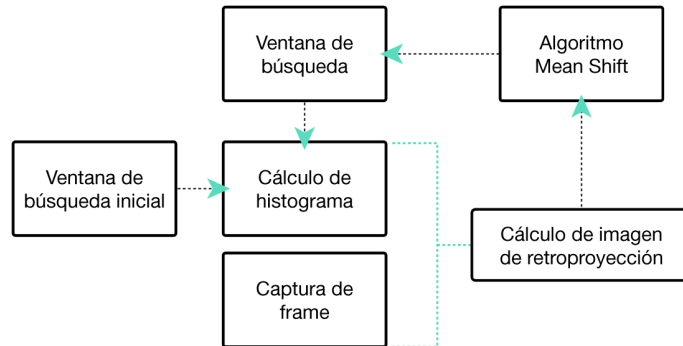 Ventana de
búsqueda
Algoritmo
Mean Shift
Ventana de
búsqueda inicial
Cálculo de
histograma
Cálculo de imagen
de retroproyección
Captura de
frame